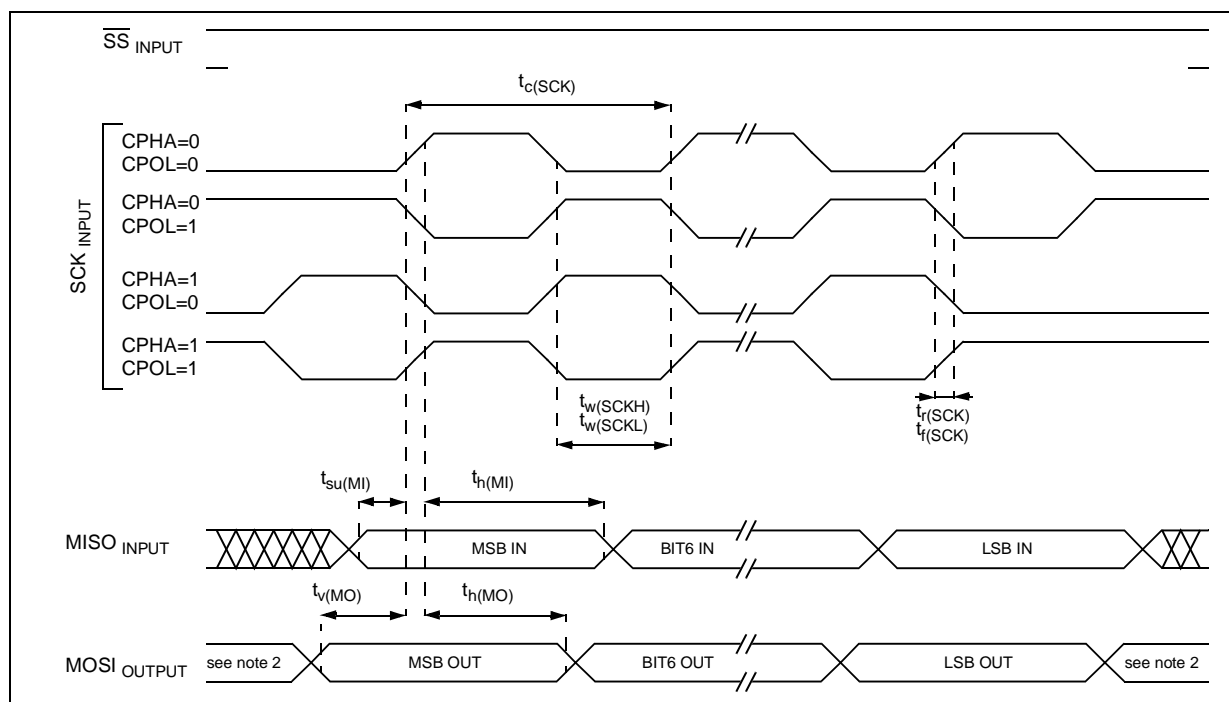 SS INPUT
tc(SCK)
SCK INPUT
CPHA=0
CPOL=0
CPHA=0
CPOL=1
CPHA=1
CPOL=0
CPHA=1
CPOL=1
tw(SCKH)
tw(SCKL)
tr(SCK)
tf(SCK)
tsu(MI)
th(MI)
MISO INPUT
MSB IN
BIT6 IN
LSB IN
tv(MO)
th(MO)
MOSI OUTPUT
see note 2
MSB OUT
BIT6 OUT
LSB OUT
see note 2